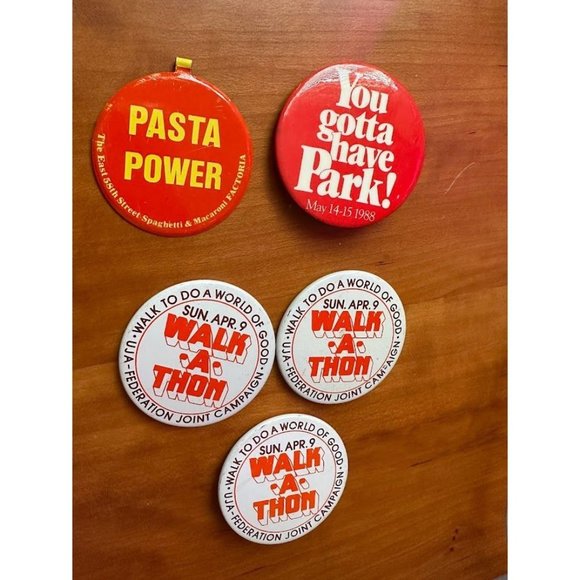 PASTA
POWER
The East 58th Street Spaghetti & Macaroni FACTORIA
You
gotta
have
Park!
May 14-15 1988
WALK TO DO A WORLD OF GOOD
SUN. APR. 9
WALK
·A·
THON
·UJA-FEDERATION JOINT CAMPAIGN·
WALK TO DO A WORLD OF GOOD
SUN. APR. 9
WALK
·A·
THON
·UJA-FEDERATION JOINT CAMPAIGN·
WALK TO DO A WORLD OF GOOD
SUN. APR. 9
WALK
·A·
THON
·UJA-FEDERATION JOINT CAMPAIGN·